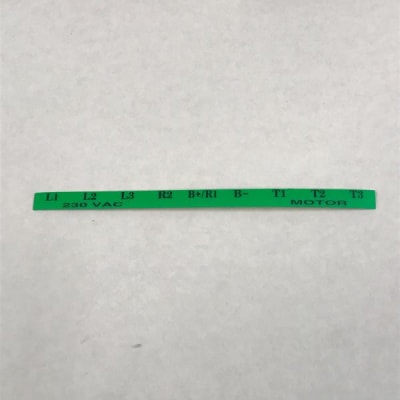 L1 L2 L3 R2 B+/R1 B- T1 T2 T3
230 VAC MOTOR